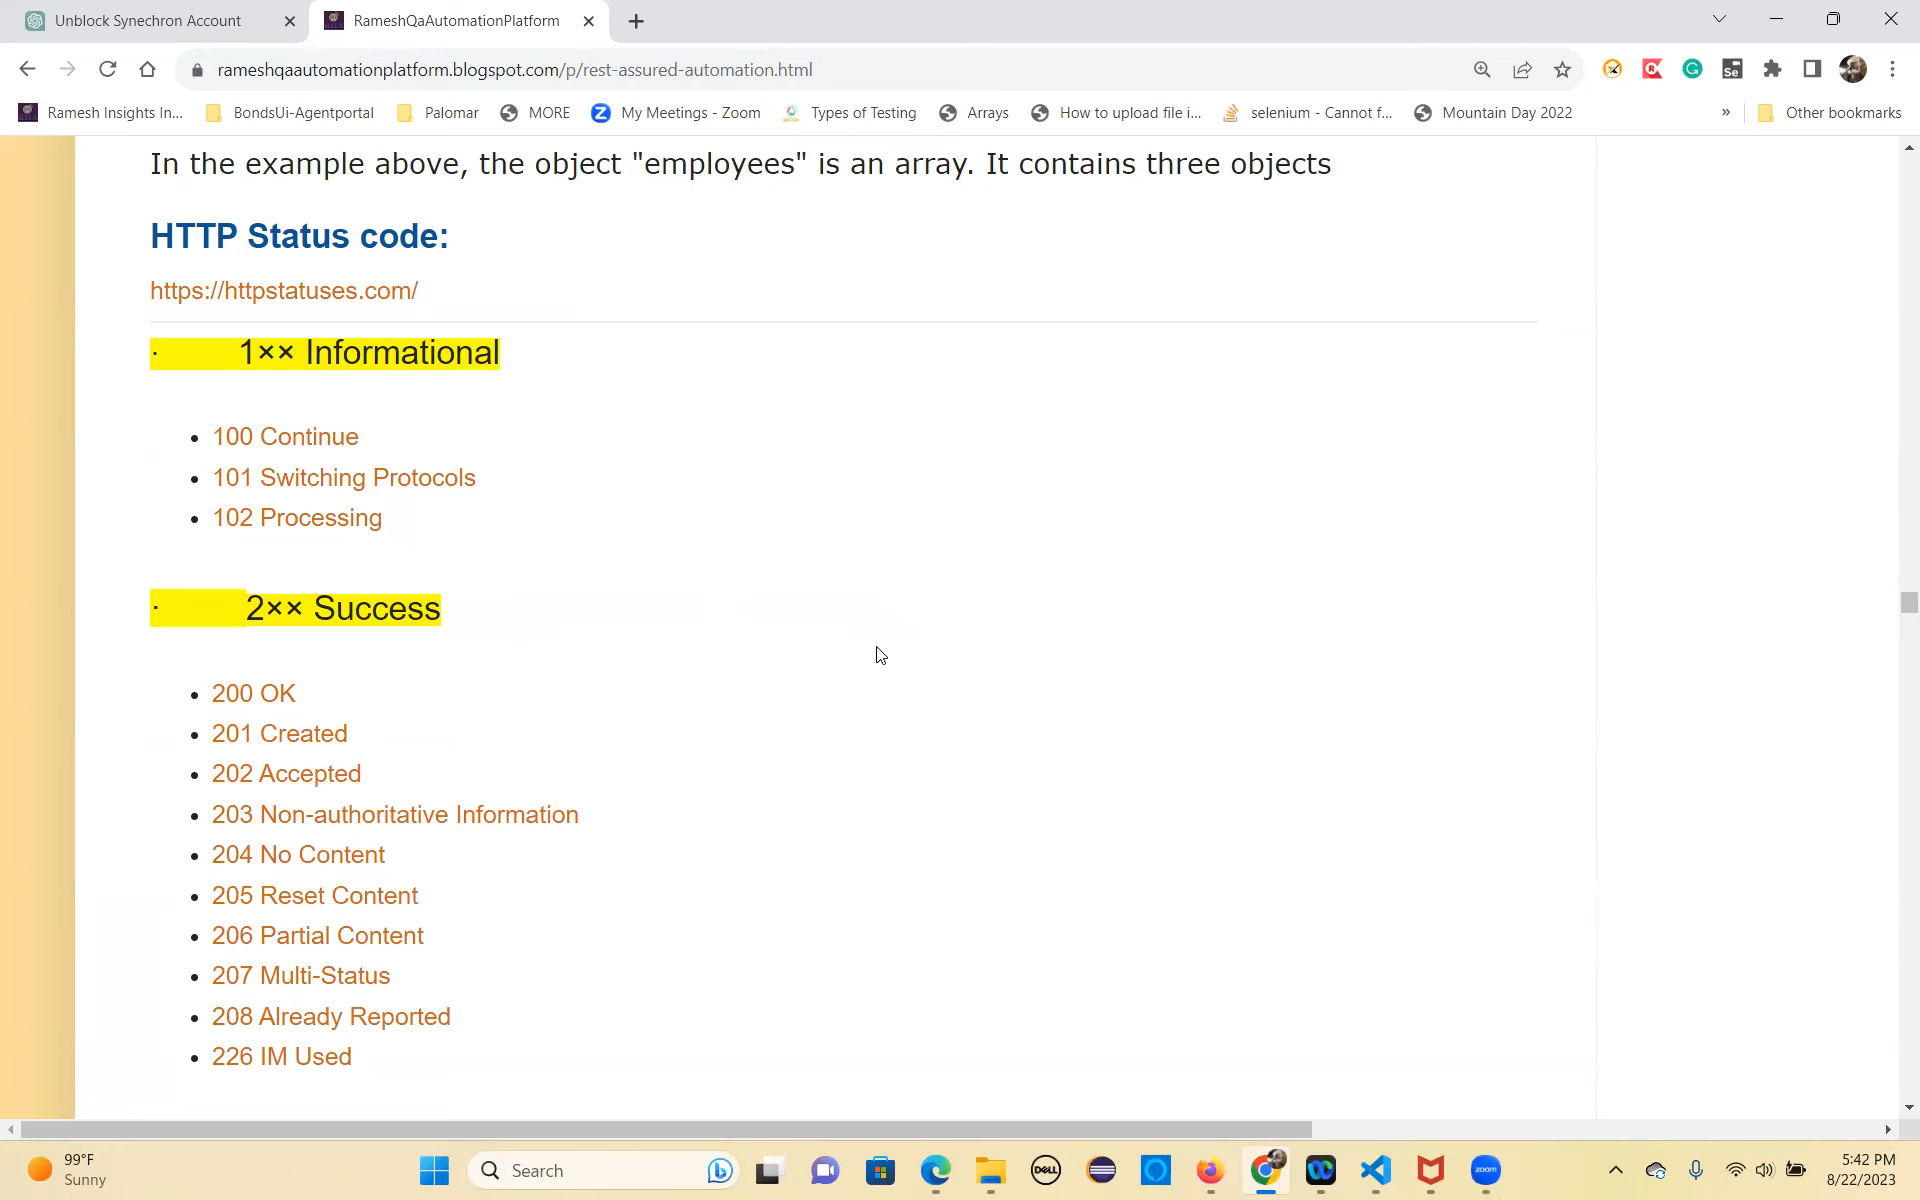 Unblock Synechron Account
RameshQaAutomationPlatform
rameshqaautomationplatform.blogspot.com/p/rest-assured-automation.html
Ramesh Insights In... BondsUi-Agentportal Palomar MORE My Meetings - Zoom Types of Testing Arrays How to upload file i... selenium - Cannot f... Mountain Day 2022 » Other bookmarks
In the example above, the object "employees" is an array. It contains three objects
HTTP Status code:
https://httpstatuses.com/
· 1×× Informational
• 100 Continue
• 101 Switching Protocols
• 102 Processing
· 2×× Success
• 200 OK
• 201 Created
• 202 Accepted
• 203 Non-authoritative Information
• 204 No Content
• 205 Reset Content
• 206 Partial Content
• 207 Multi-Status
• 208 Already Reported
• 226 IM Used
99°F
Sunny
Search
DELL
zoom
5:42 PM
8/22/2023